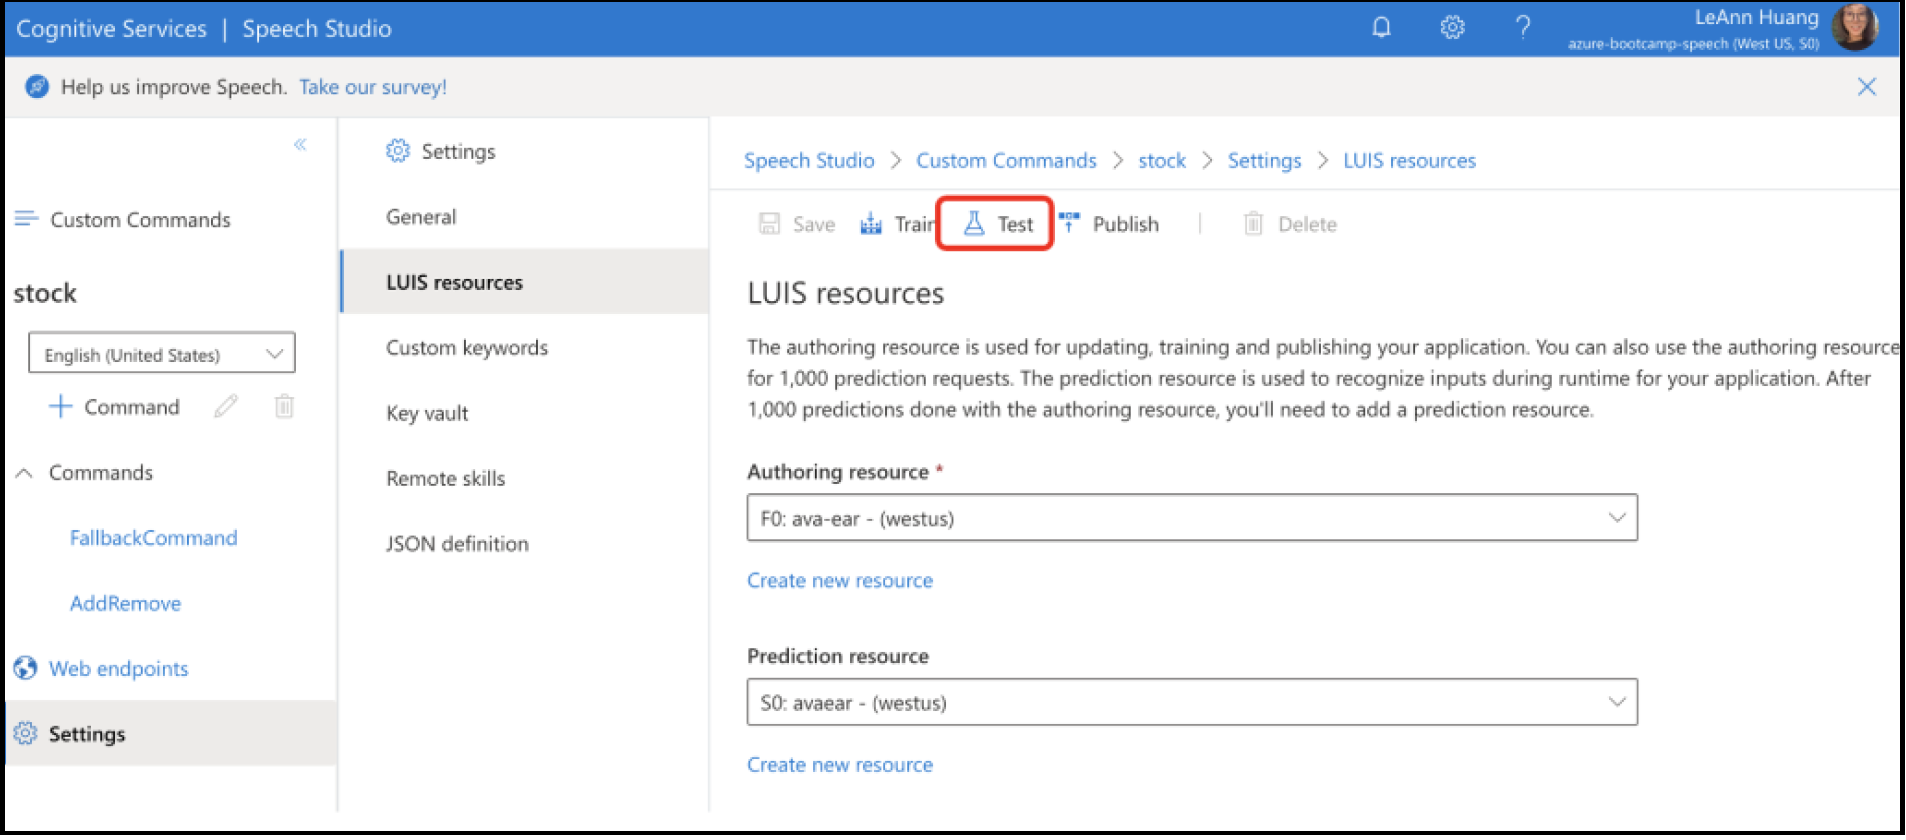 Cognitive Services | Speech Studio
LeAnn Huang
azure-bootcamp-speech (West US, S0)
Help us improve Speech. Take our survey!
Custom Commands
stock
English (United States)
Command
Commands
FallbackCommand
AddRemove
Web endpoints
Settings
Settings
General
LUIS resources
Custom keywords
Key vault
Remote skills
JSON definition
Speech Studio > Custom Commands > stock > Settings > LUIS resources
Save Train Test Publish | Delete
LUIS resources
The authoring resource is used for updating, training and publishing your application. You can also use the authoring resource
for 1,000 prediction requests. The prediction resource is used to recognize inputs during runtime for your application. After
1,000 predictions done with the authoring resource, you'll need to add a prediction resource.
Authoring resource *
F0: ava-ear - (westus)
Create new resource
Prediction resource
S0: avaear - (westus)
Create new resource